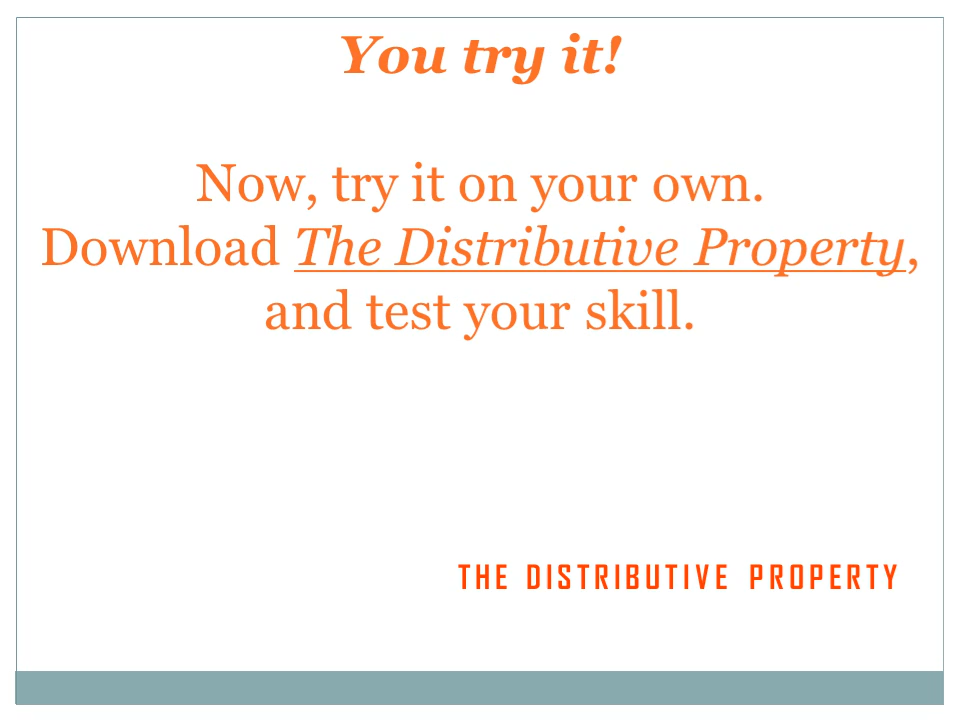 You try it!
Now, try it on your own.
Download The Distributive Property,
and test your skill.
THE DISTRIBUTIVE PROPERTY